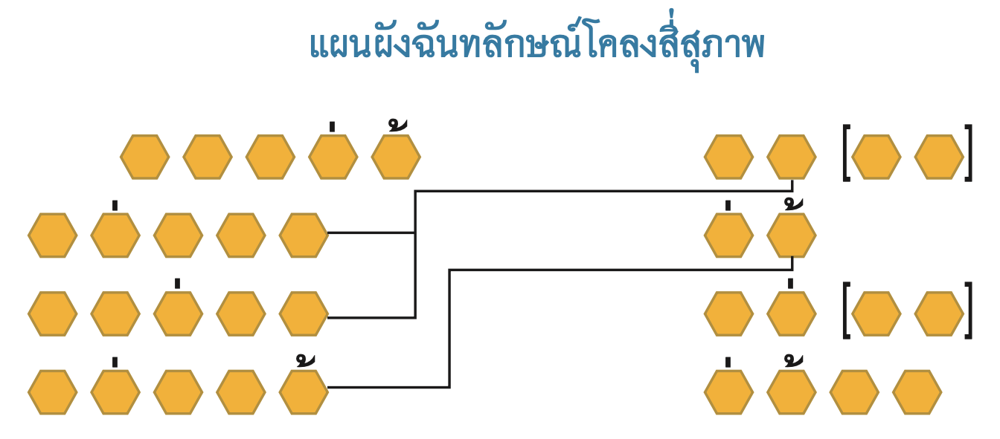 แผนผังฉันทลักษณ์โคลงสี่สุภาพ
่ ้ [ ]
่ ่ ้
่ ่ [ ]
่ ้ ่ ้